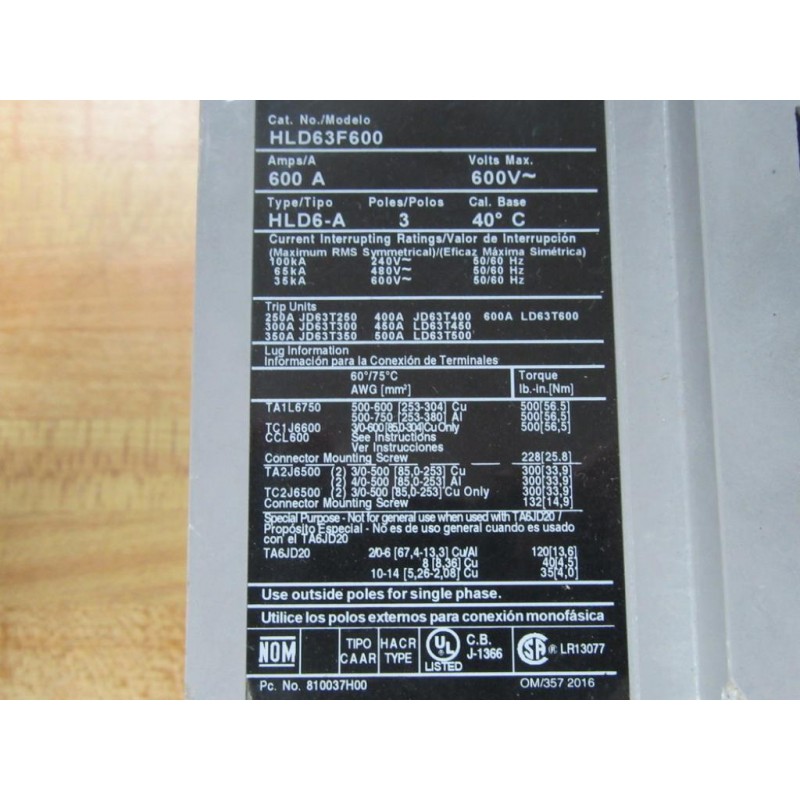 Cat. No./Modelo
HLD63F600
Amps/A Volts Max.
600 A 600V~
Type/Tipo Poles/Polos Cal. Base
HLD6-A 3 40° C
Current Interrupting Ratings/Valor de Interrupción
(Maximum RMS Symmetrical)/(Eficaz Máxima Simétrica)
100kA 240V~ 50/60 Hz
65kA 480V~ 50/60 Hz
35kA 600V~ 50/60 Hz
Trip Units
250A JD63T250 400A JD63T400 600A LD63T600
300A JD63T300 450A LD63T450
350A JD63T350 500A LD63T500
Lug Information
Información para la Conexión de Terminales
60°/75°C Torque
AWG [mm²] lb.-in.[Nm]
TA1L6750 500-600 [253-304] Cu 500[56.5]
500-750 [253-380] Al 500[56,5]
TC1J6600 3/0-600 [85,0-304] Cu Only 500[56,5]
CCL600 See Instructions
Ver Instrucciones
Connector Mounting Screw 228[25.8]
TA2J6500 (2) 3/0-500 [85,0-253] Cu 300[33,9]
(2) 4/0-500 [85,0-253] Al 300[33,9]
TC2J6500 (2) 3/0-500 [85,0-253] Cu Only 300[33,9]
Connector Mounting Screw 132[14,9]
Special Purpose - Not for general use when used with TA6JD20 /
Propósito Especial - No es de uso general cuando es usado
con el TA6JD20
TA6JD20 2/0-6 [67,4-13,3] Cu/Al 120[13,6]
8 [8,36] Cu 40[4,5]
10-14 [5,26-2,08] Cu 35[4,0]
Use outside poles for single phase.
Utilice los polos externos para conexión monofásica
NOM TIPO CAAR HACR TYPE UL LISTED C.B. J-1366 SA ® LR13077
Pc. No. 810037H00 OM/357 2016